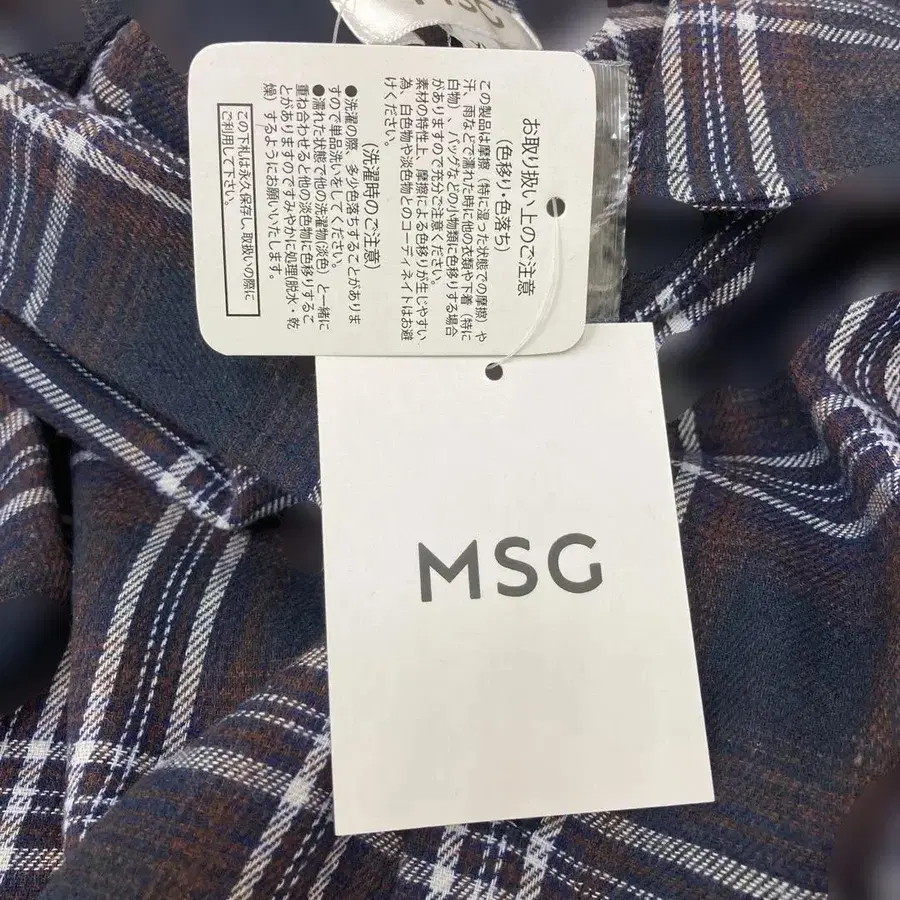 MSG
お取り扱い上のご注意
(色移り・色落ち)
この製品は摩擦（特に湿った状態での摩擦）や
汗、雨などで濡れた時に他の衣類や下着（特に
白物）、バッグなどの小物類に色移りする場合
がありますので充分ご注意ください。
素材の特性上、摩擦による色移りが生じやすい
為、白色物や淡色物とのコーディネイトはお避
けください。
(洗濯時のご注意)
●洗濯の際、多少色落ちすることがありま
すので単品洗いをしてください。
●濡れた状態で他の洗濯物(淡色）と一緒に
重ね合わせると他の淡色物に色移りするこ
とがありますのですみやかに処理(脱水・乾
燥）するようにお願いいたします。
この下札は永久保存し、取扱いの際に
ご利用して下さい。
MSG